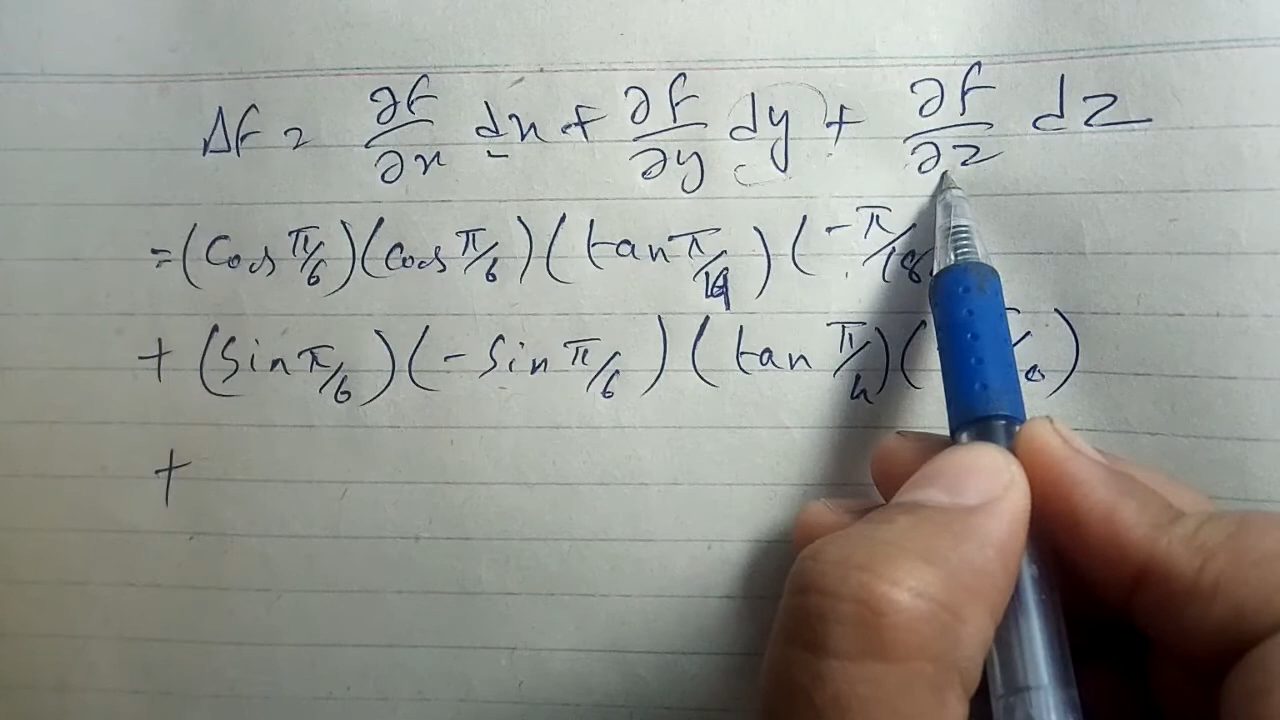 Δf = ∂f/∂x dx + ∂f/∂y dy + ∂f/∂z dz
=(Cos π/6)(Cos π/6)(tan π/4)(-π/18
+ (Sin π/6)(-Sin π/6)(tan π/4)( )
+